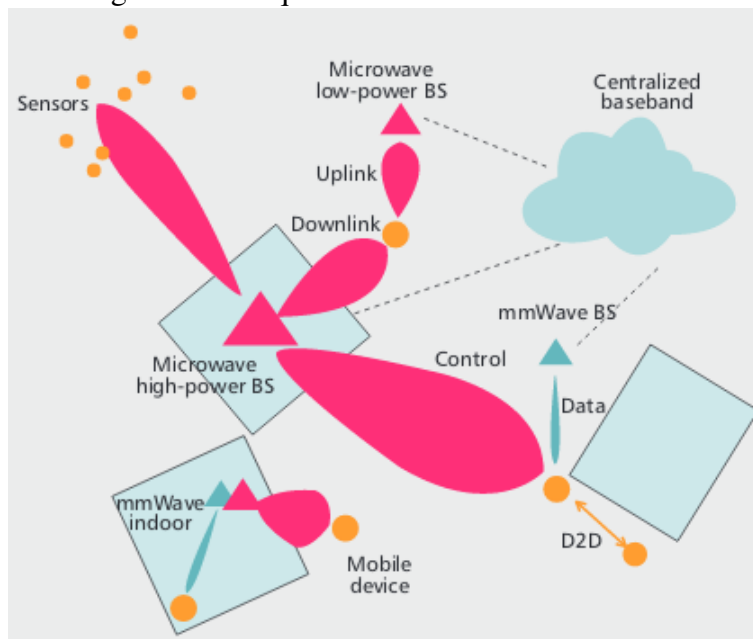 Microwave
low-power BS
Centralized
baseband
Sensors
Uplink
Downlink
mmWave BS
Microwave
high-power BS
Control
Data
mmWave
indoor
D2D
Mobile
device